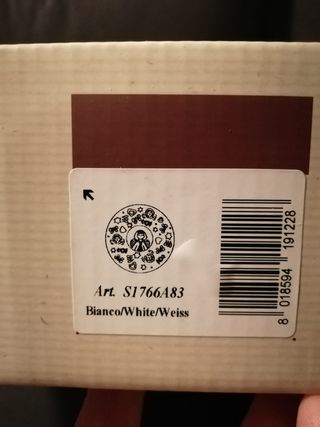 Art. S1766A83
Bianco/White/Weiss
8 018594 191228